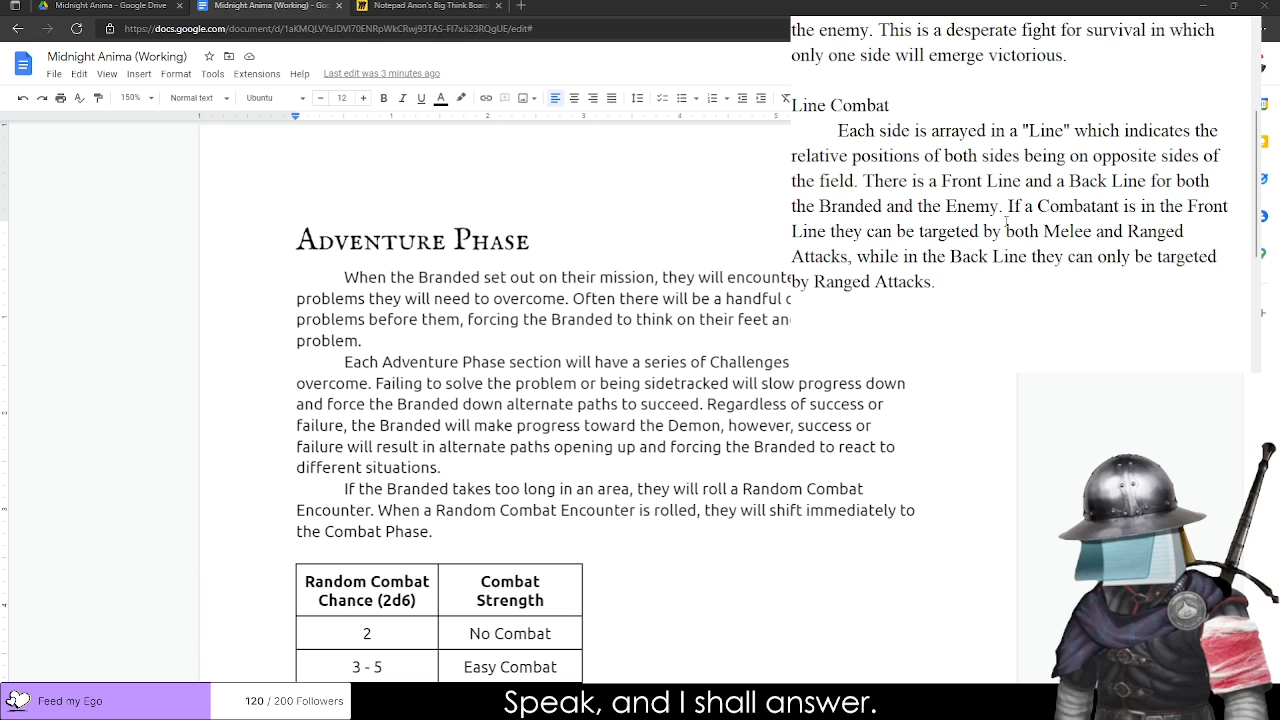 Midnight Anima - Google Drive
Midnight Anima (Working) - Goo
Notepad Anon's Big Think Board
https://docs.google.com/document/d/1aKMQLVYaJDVl70ENRpWkCRwj93TAS-Fl7xJi23RQgUE/edit#
Midnight Anima (Working)
File Edit View Insert Format Tools Extensions Help Last edit was 3 minutes ago
150% Normal text Ubuntu 12
the enemy. This is a desperate fight for survival in which
only one side will emerge victorious.
Line Combat
Each side is arrayed in a "Line" which indicates the
relative positions of both sides being on opposite sides of
the field. There is a Front Line and a Back Line for both
the Branded and the Enemy. If a Combatant is in the Front
Line they can be targeted by both Melee and Ranged
Attacks, while in the Back Line they can only be targeted
by Ranged Attacks.
Adventure Phase
When the Branded set out on their mission, they will encounte
problems they will need to overcome. Often there will be a handful
problems before them, forcing the Branded to think on their feet an
problem.
Each Adventure Phase section will have a series of Challenges
overcome. Failing to solve the problem or being sidetracked will slow progress down
and force the Branded down alternate paths to succeed. Regardless of success or
failure, the Branded will make progress toward the Demon, however, success or
failure will result in alternate paths opening up and forcing the Branded to react to
different situations.
If the Branded takes too long in an area, they will roll a Random Combat
Encounter. When a Random Combat Encounter is rolled, they will shift immediately to
the Combat Phase.
Random Combat Chance (2d6) Combat Strength
2 No Combat
3 - 5 Easy Combat
Feed my Ego 120 / 200 Followers
Speak, and I shall answer.